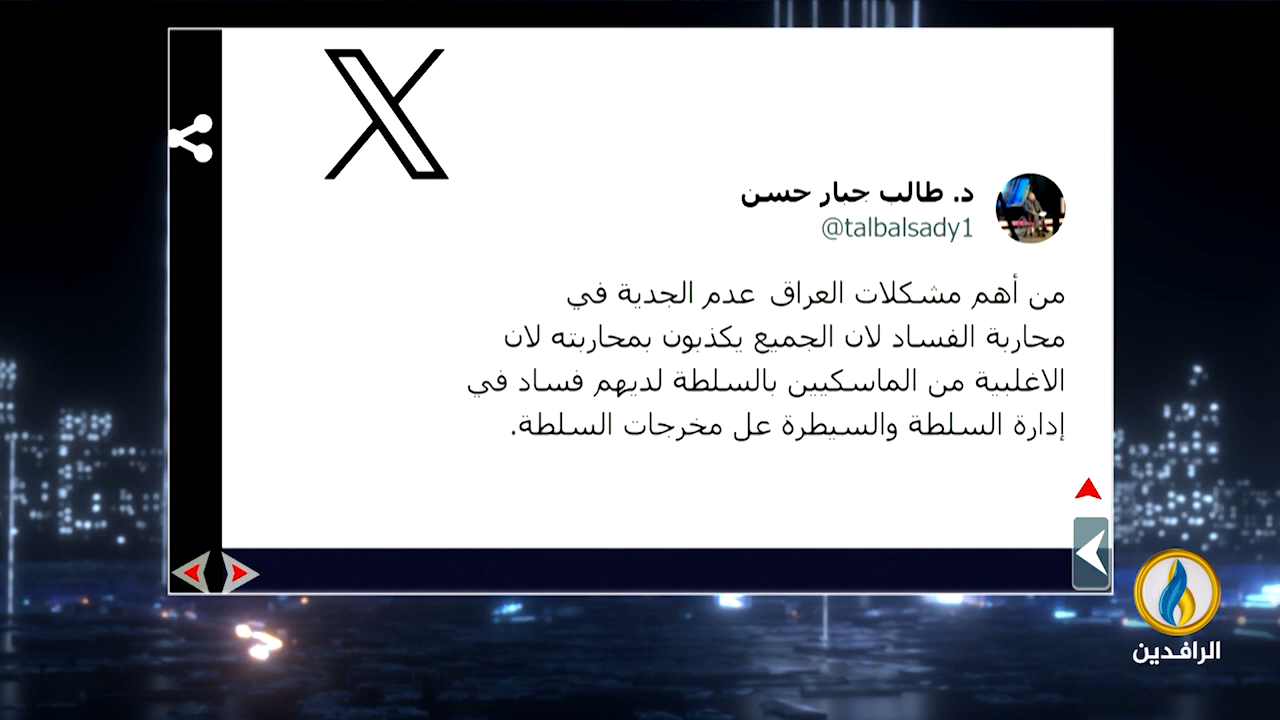 د. طالب جبار حسن
@talbalsady1
من أهم مشكلات العراق عدم الجدية في
محاربة الفساد لان الجميع يكذبون بمحاربته لان
الاغلبية من الماسكيين بالسلطة لديهم فساد في
إدارة السلطة والسيطرة عل مخرجات السلطة.
الرافدين